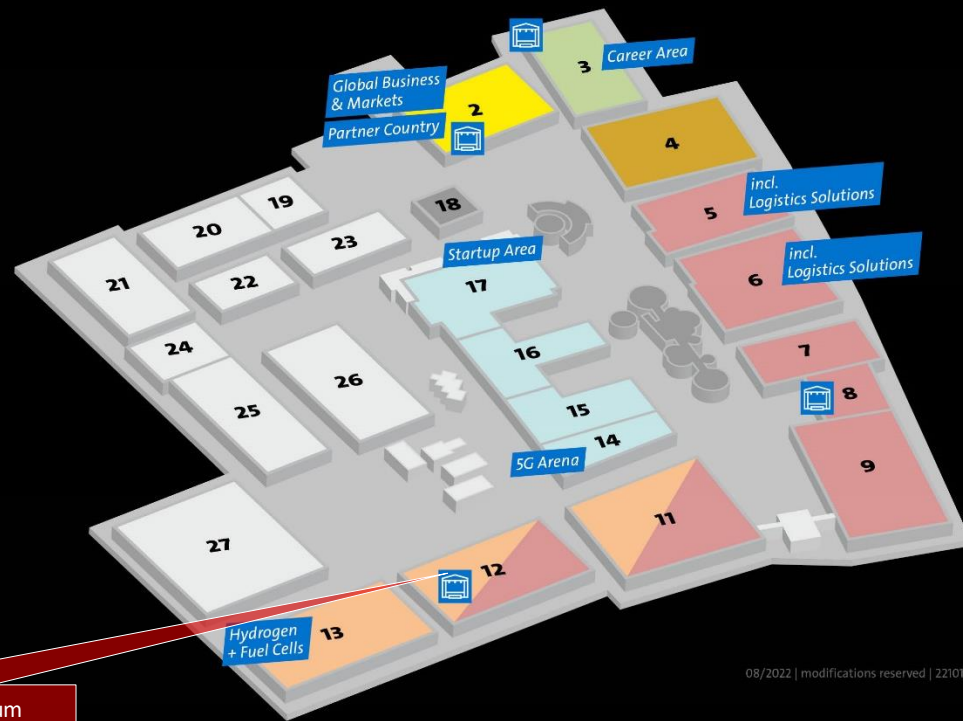 3
Career Area
Global Business
& Markets
2
Partner Country
4
incl.
Logistics Solutions
5
19
18
20
23
incl.
Logistics Solutions
Startup Area
6
21
22
17
7
24
16
26
8
25
15
14
5G Arena
9
11
27
12
Hydrogen
+ Fuel Cells
13
08/2022 | modifications reserved |